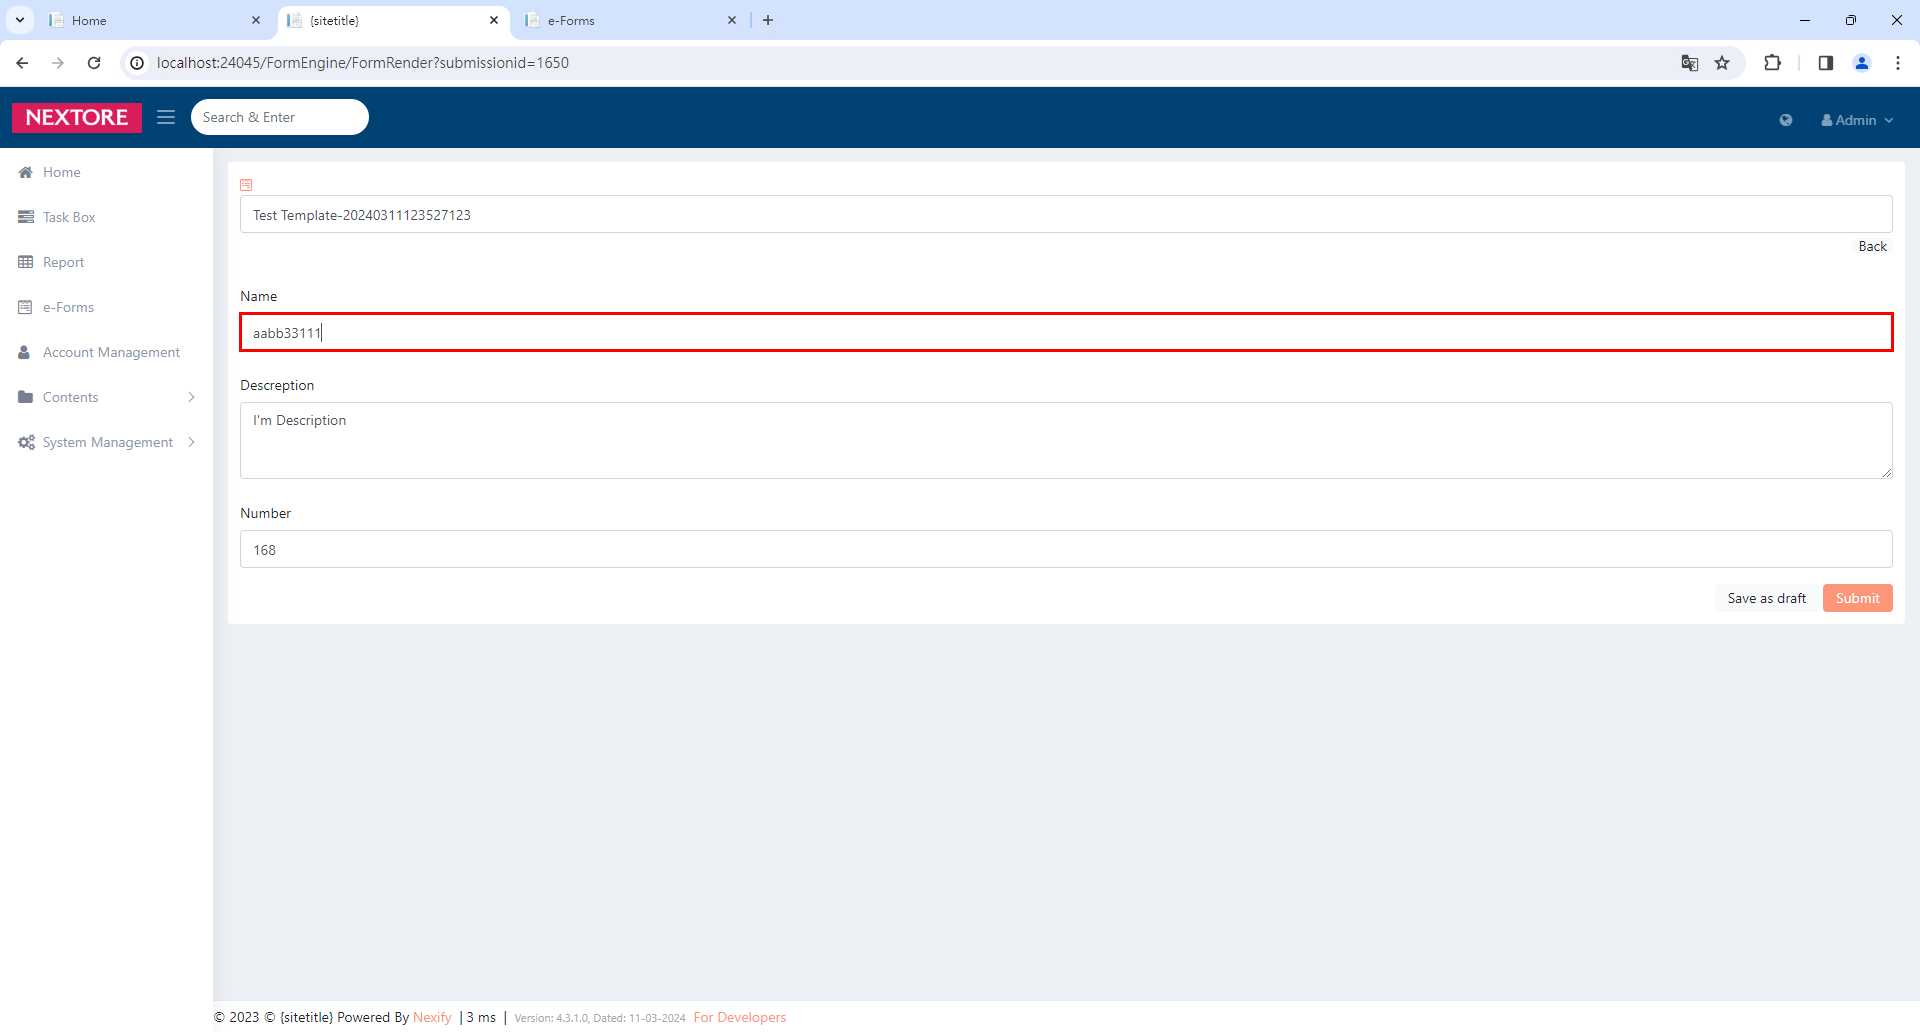 Home
{sitetitle}
e-Forms
localhost:24045/FormEngine/FormRender?submissionid=1650
NEXTORE
Search & Enter
Admin
Home
Task Box
Report
e-Forms
Account Management
Contents
System Management
Test Template-20240311123527123
Back
Name
aabb33111
Descreption
I'm Description
Number
168
Save as draft
Submit
© 2023 © {sitetitle} Powered By Nexify | 3 ms | Version: 4.3.1.0, Dated: 11-03-2024 For Developers